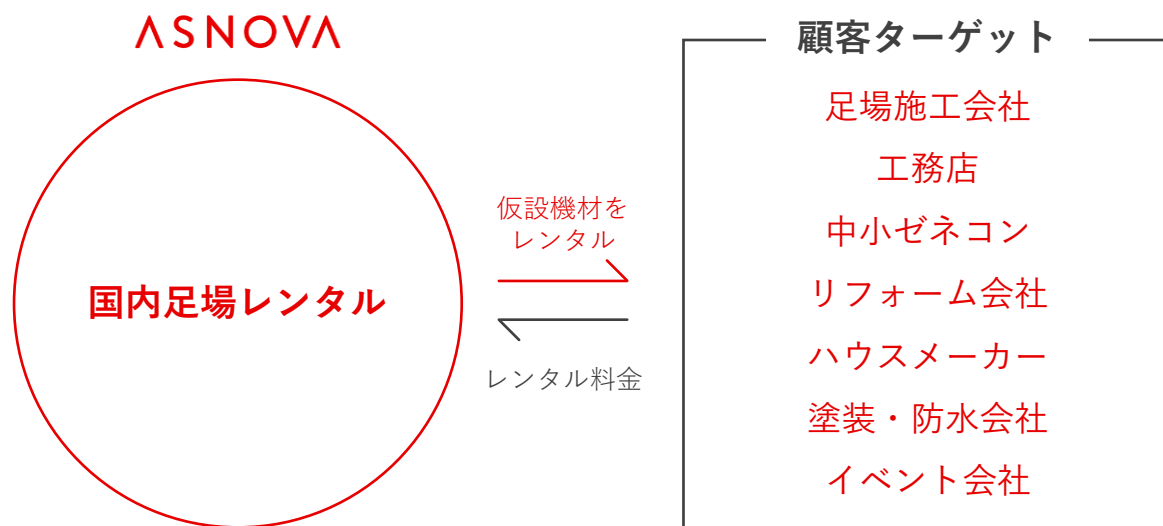 ASNOVA
国内足場レンタル
仮設機材を
レンタル
レンタル料金
顧客ターゲット
足場施工会社
工務店
中小ゼネコン
リフォーム会社
ハウスメーカー
塗装・防水会社
イベント会社